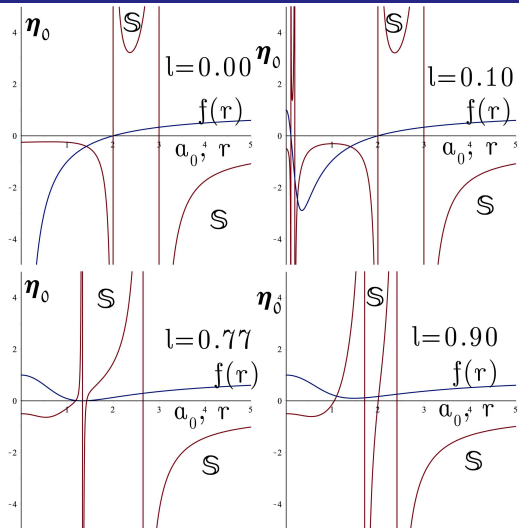 η₀
𝕊
l=0.00
f(r)
a₀, r
𝕊
4
2
0
-2
-4
1 2 3 4 5
η₀
𝕊
l=0.10
f(r)
a₀, r
𝕊
4
2
0
-2
-4
1 2 3 4 5
η₀
𝕊
l=0.77
f(r)
a₀, r
𝕊
4
2
0
-2
-4
1 2 3 4 5
η₀
𝕊
l=0.90
f(r)
a₀, r
𝕊
4
2
0
-2
-4
1 2 3 4 5